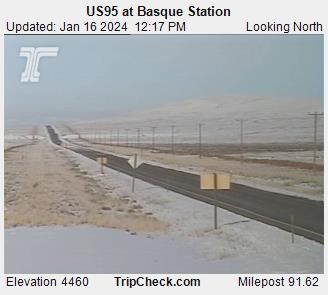 US95 at Basque Station
Updated: Jan 16 2024 12:17 PM Looking North
Elevation 4460 TripCheck.com Milepost 91.62